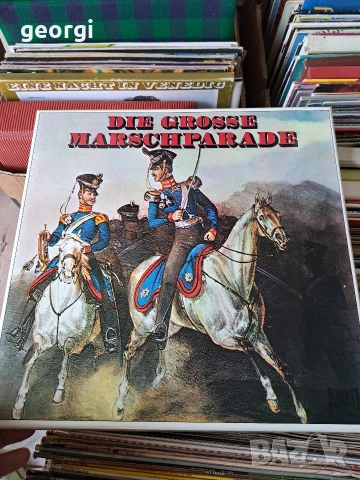 georgi
EINE NACHT IN VENEDIG
DIE GROSSE
MARSCHPARADE
BAZAR